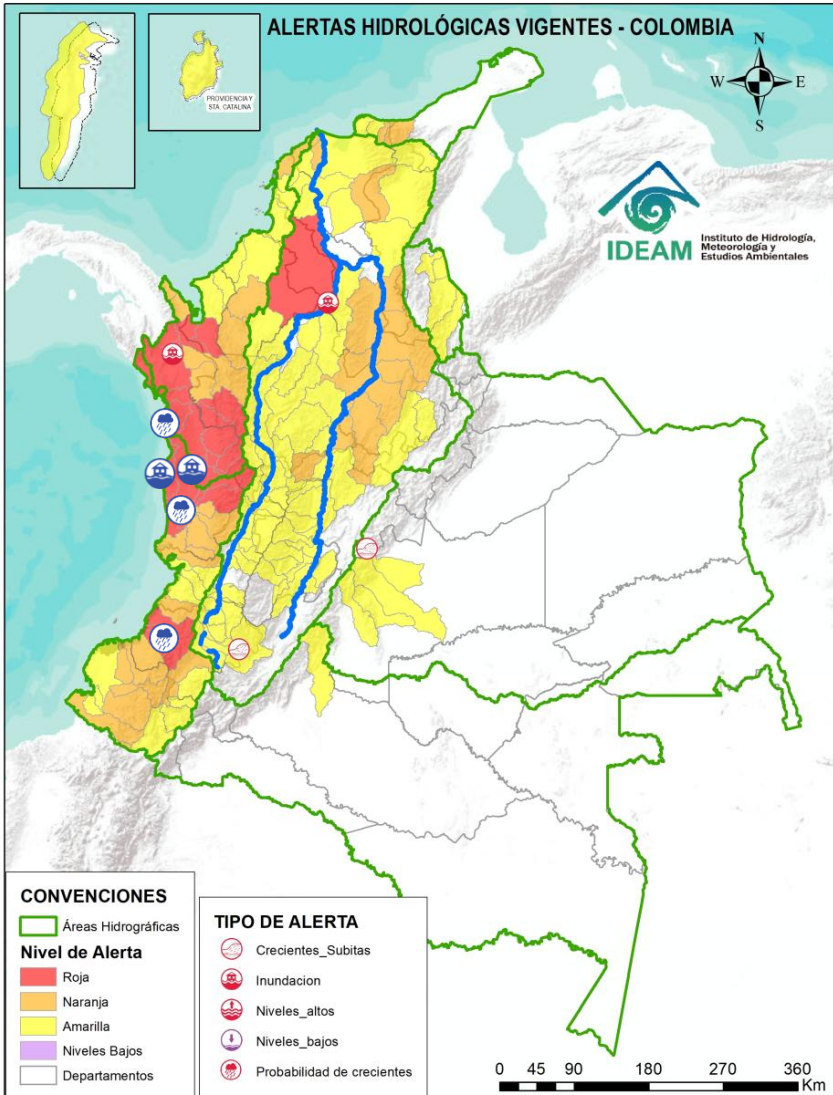 ALERTAS HIDROLÓGICAS VIGENTES - COLOMBIA
PROVIDENCIA Y
STA. CATALINA
N
W
E
S
IDEAM
Instituto de Hidrología,
Meteorología y
Estudios Ambientales
CONVENCIONES
Áreas Hidrográficas
Nivel de Alerta
Roja
Naranja
Amarilla
Niveles Bajos
Departamentos
TIPO DE ALERTA
Crecientes_Subitas
Inundacion
Niveles_altos
Niveles_bajos
Probabilidad de crecientes
0 45 90 180 270 360
Km